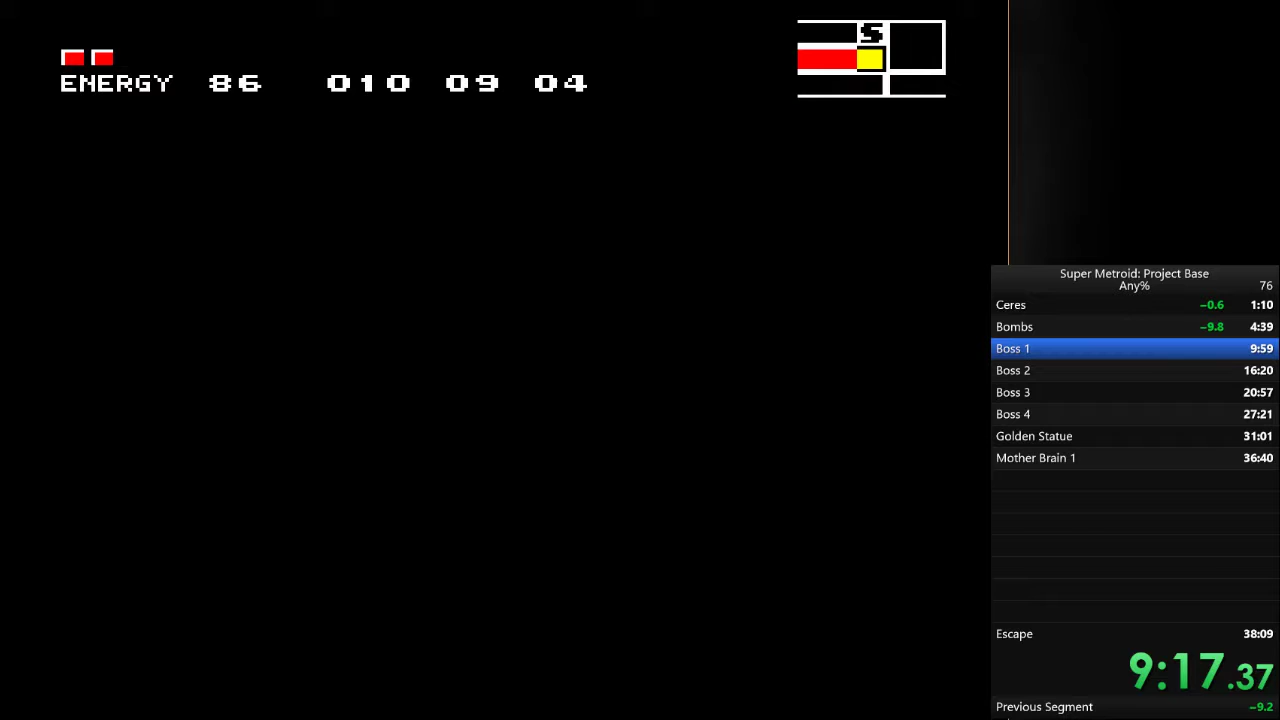 S
ENERGY 86 010 09 04
Super Metroid: Project Base
Any% 76
Ceres -0.6 1:10
Bombs -9.8 4:39
Boss 1 9:59
Boss 2 16:20
Boss 3 20:57
Boss 4 27:21
Golden Statue 31:01
Mother Brain 1 36:40
Escape 38:09
9:17.37
Previous Segment -9.2